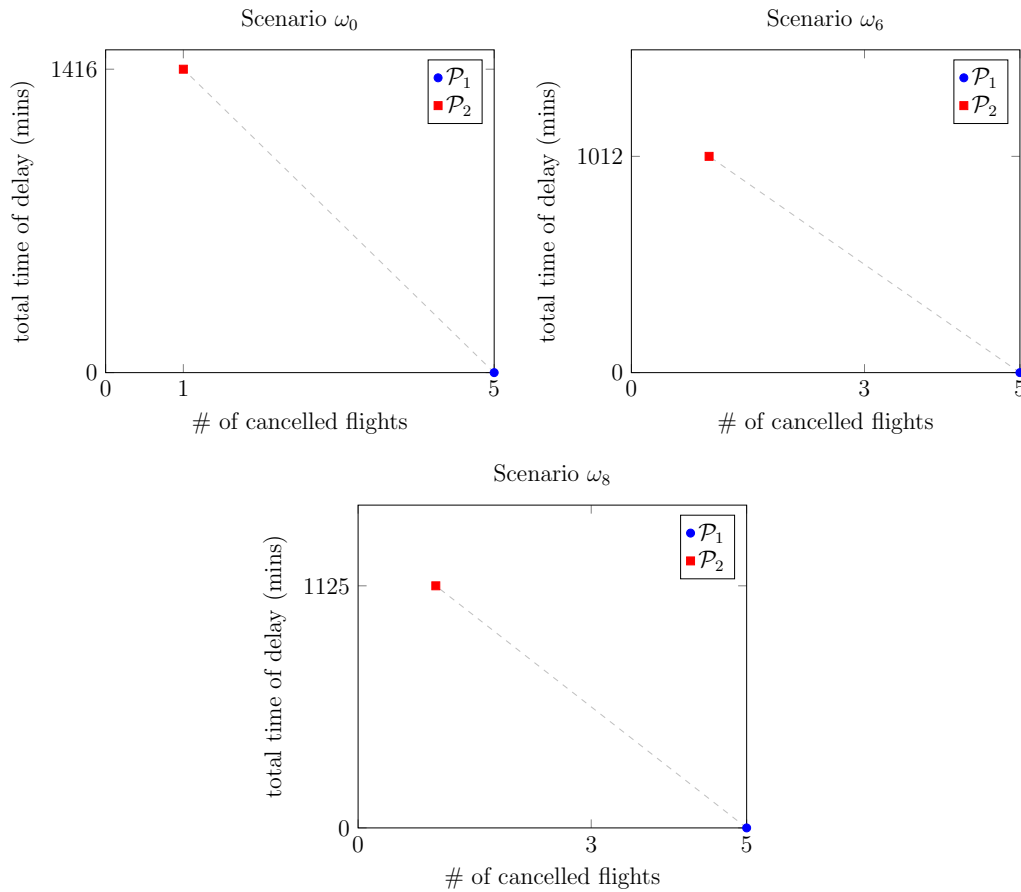 Scenario ω₀
1416
0
0
1
5
total time of delay (mins)
# of cancelled flights
𝒫₁
𝒫₂
Scenario ω₆
1012
0
0
3
5
total time of delay (mins)
# of cancelled flights
𝒫₁
𝒫₂
Scenario ω₈
1125
0
0
3
5
total time of delay (mins)
# of cancelled flights
𝒫₁
𝒫₂